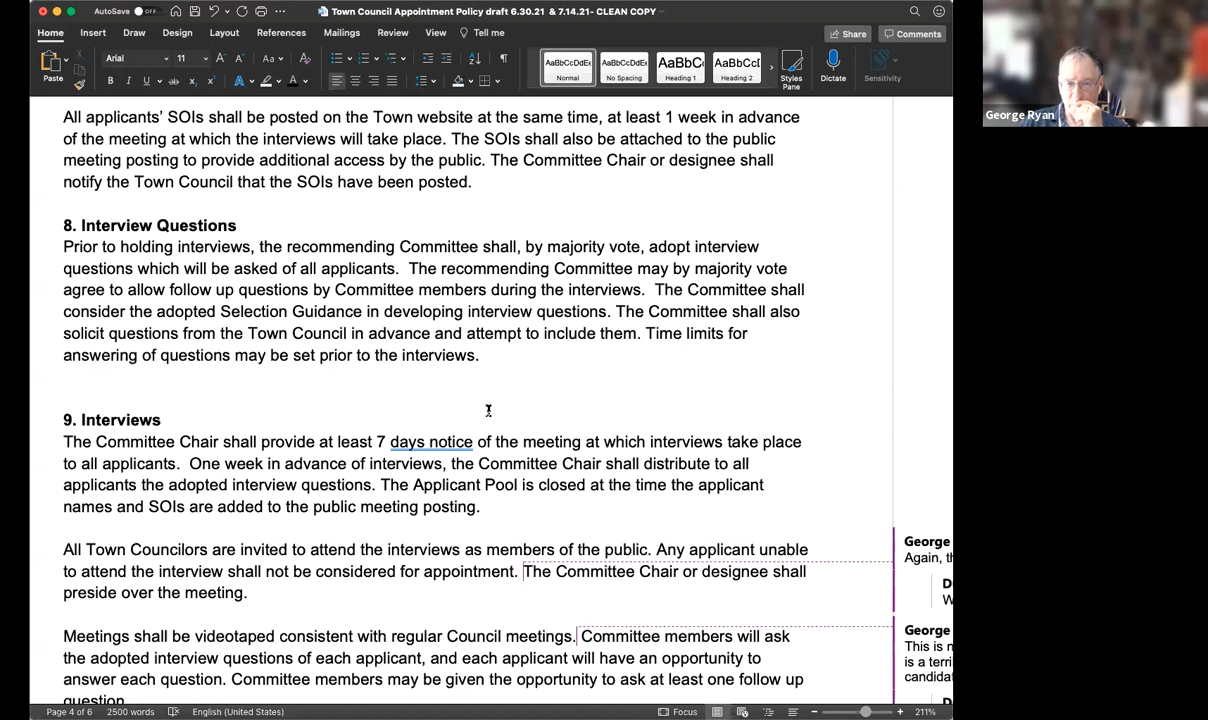 AutoSave OFF
Town Council Appointment Policy draft 6.30.21 & 7.14.21- CLEAN COPY
Home Insert Draw Design Layout References Mailings Review View Tell me Share Comments
Paste
Arial 11 Aa
AaBbCcDdEe AaBbCcDdEe AaBbCc AaBbCcDdEe
Normal No Spacing Heading 1 Heading 2
Styles Pane
Dictate
Sensitivity
George Ryan
All applicants’ SOIs shall be posted on the Town website at the same time, at least 1 week in advance
of the meeting at which the interviews will take place. The SOIs shall also be attached to the public
meeting posting to provide additional access by the public. The Committee Chair or designee shall
notify the Town Council that the SOIs have been posted.
8. Interview Questions
Prior to holding interviews, the recommending Committee shall, by majority vote, adopt interview
questions which will be asked of all applicants.  The recommending Committee may by majority vote
agree to allow follow up questions by Committee members during the interviews.  The Committee shall
consider the adopted Selection Guidance in developing interview questions. The Committee shall also
solicit questions from the Town Council in advance and attempt to include them. Time limits for
answering of questions may be set prior to the interviews.
9. Interviews
The Committee Chair shall provide at least 7 days notice of the meeting at which interviews take place
to all applicants.  One week in advance of interviews, the Committee Chair shall distribute to all
applicants the adopted interview questions. The Applicant Pool is closed at the time the applicant
names and SOIs are added to the public meeting posting.
All Town Councilors are invited to attend the interviews as members of the public. Any applicant unable
to attend the interview shall not be considered for appointment. The Committee Chair or designee shall
preside over the meeting.
Meetings shall be videotaped consistent with regular Council meetings. Committee members will ask
the adopted interview questions of each applicant, and each applicant will have an opportunity to
answer each question. Committee members may be given the opportunity to ask at least one follow up
question
George
Again, th
D
W
George
This is n
is a terri
candidat
Page 4 of 6 2500 words English (United States) Focus 211%